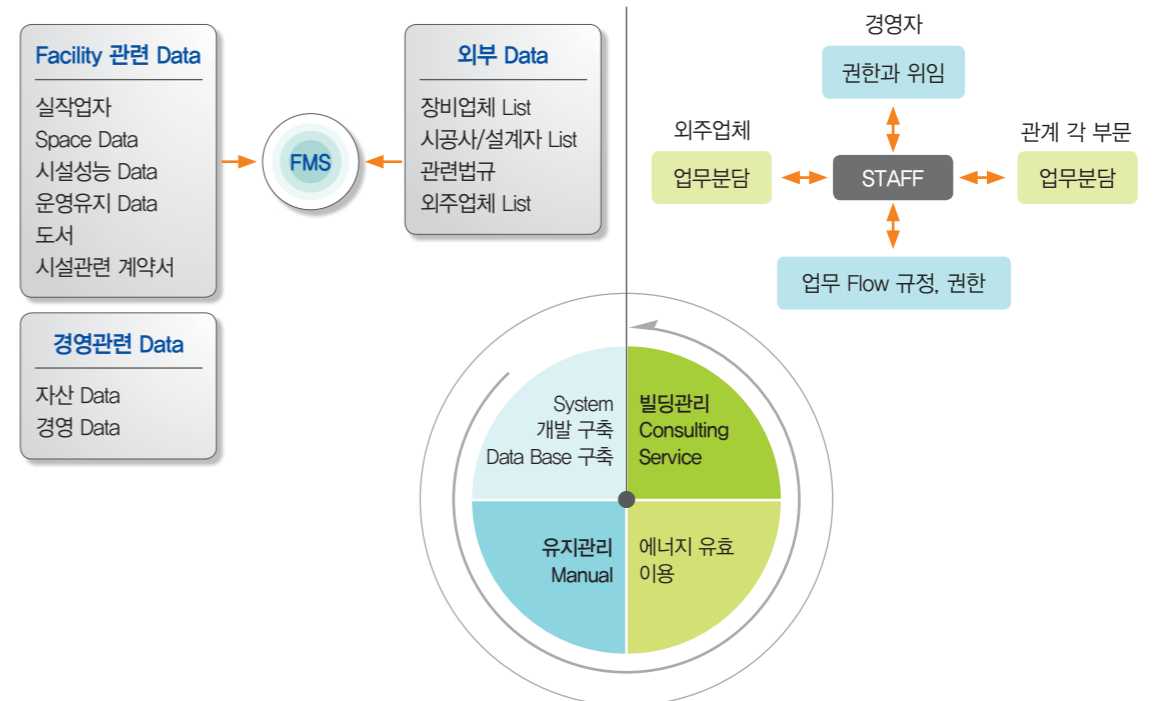 Facility 관련 Data
실작업자
Space Data
시설성능 Data
운영유지 Data
도서
시설관련 계약서
경영관련 Data
자산 Data
경영 Data
FMS
외부 Data
장비업체 List
시공사/설계자 List
관련법규
외주업체 List
경영자
권한과 위임
외주업체
업무분담
STAFF
관계 각 부문
업무분담
업무 Flow 규정, 권한
System
개발 구축
Data Base 구축
빌딩관리
Consulting
Service
유지관리
Manual
에너지 유효
이용